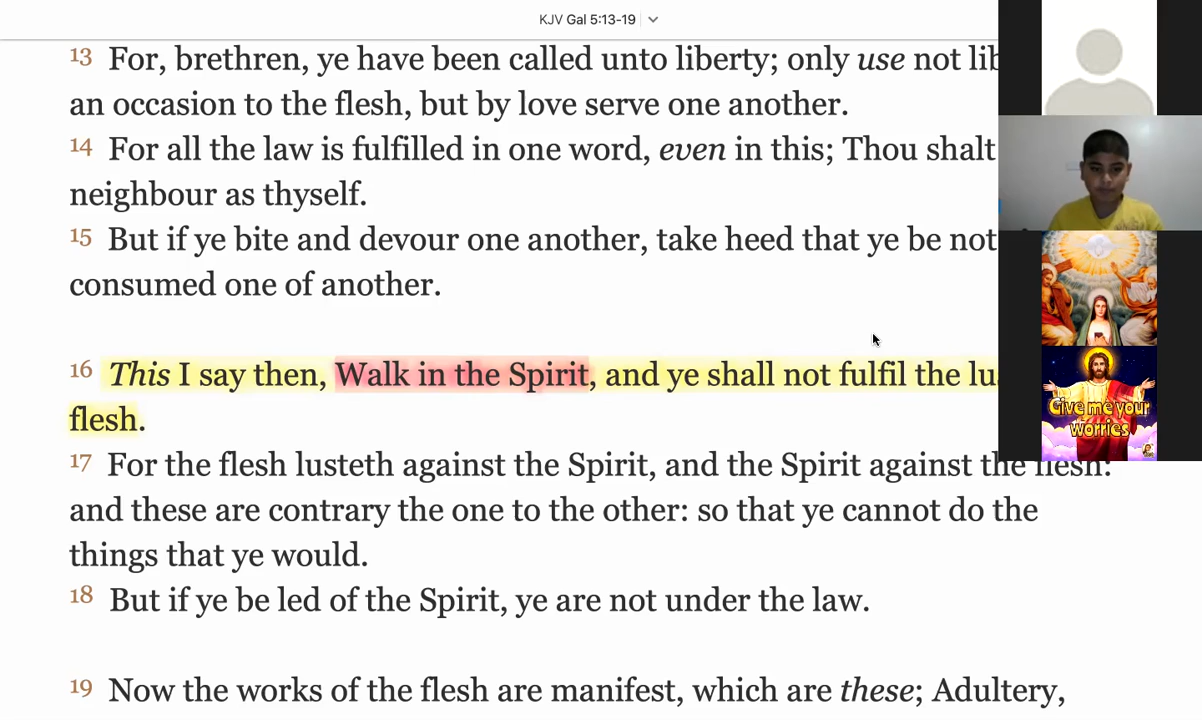 KJV Gal 5:13-19
13 For, brethren, ye have been called unto liberty; only use not
an occasion to the flesh, but by love serve one another.
14 For all the law is fulfilled in one word, even in this; Thou shalt
neighbour as thyself.
15 But if ye bite and devour one another, take heed that ye be not
consumed one of another.
16 This I say then, Walk in the Spirit, and ye shall not fulfil the
flesh.
17 For the flesh lusteth against the Spirit, and the Spirit against the flesh:
and these are contrary the one to the other: so that ye cannot do the
things that ye would.
18 But if ye be led of the Spirit, ye are not under the law.
19 Now the works of the flesh are manifest, which are these; Adultery,
Give me your
worries